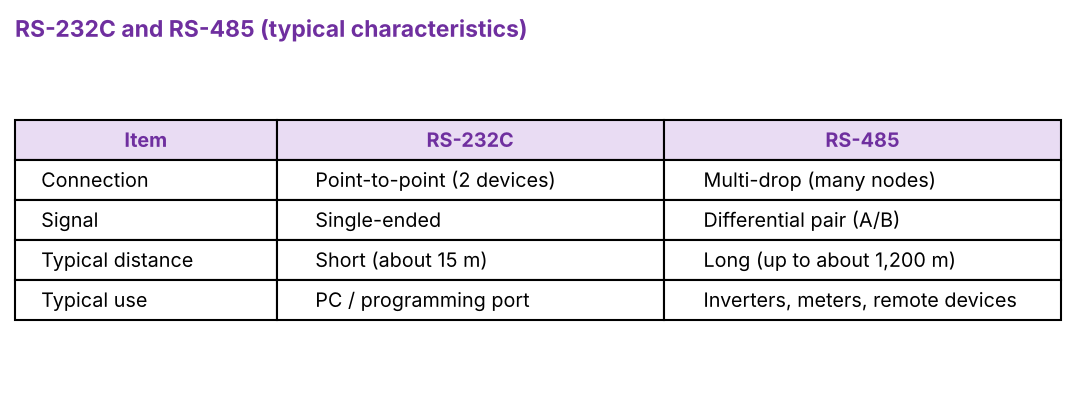 RS-232C and RS-485 (typical characteristics)
Item RS-232C RS-485
Connection Point-to-point (2 devices) Multi-drop (many nodes)
Signal Single-ended Differential pair (A/B)
Typical distance Short (about 15 m) Long (up to about 1,200 m)
Typical use PC / programming port Inverters, meters, remote devices